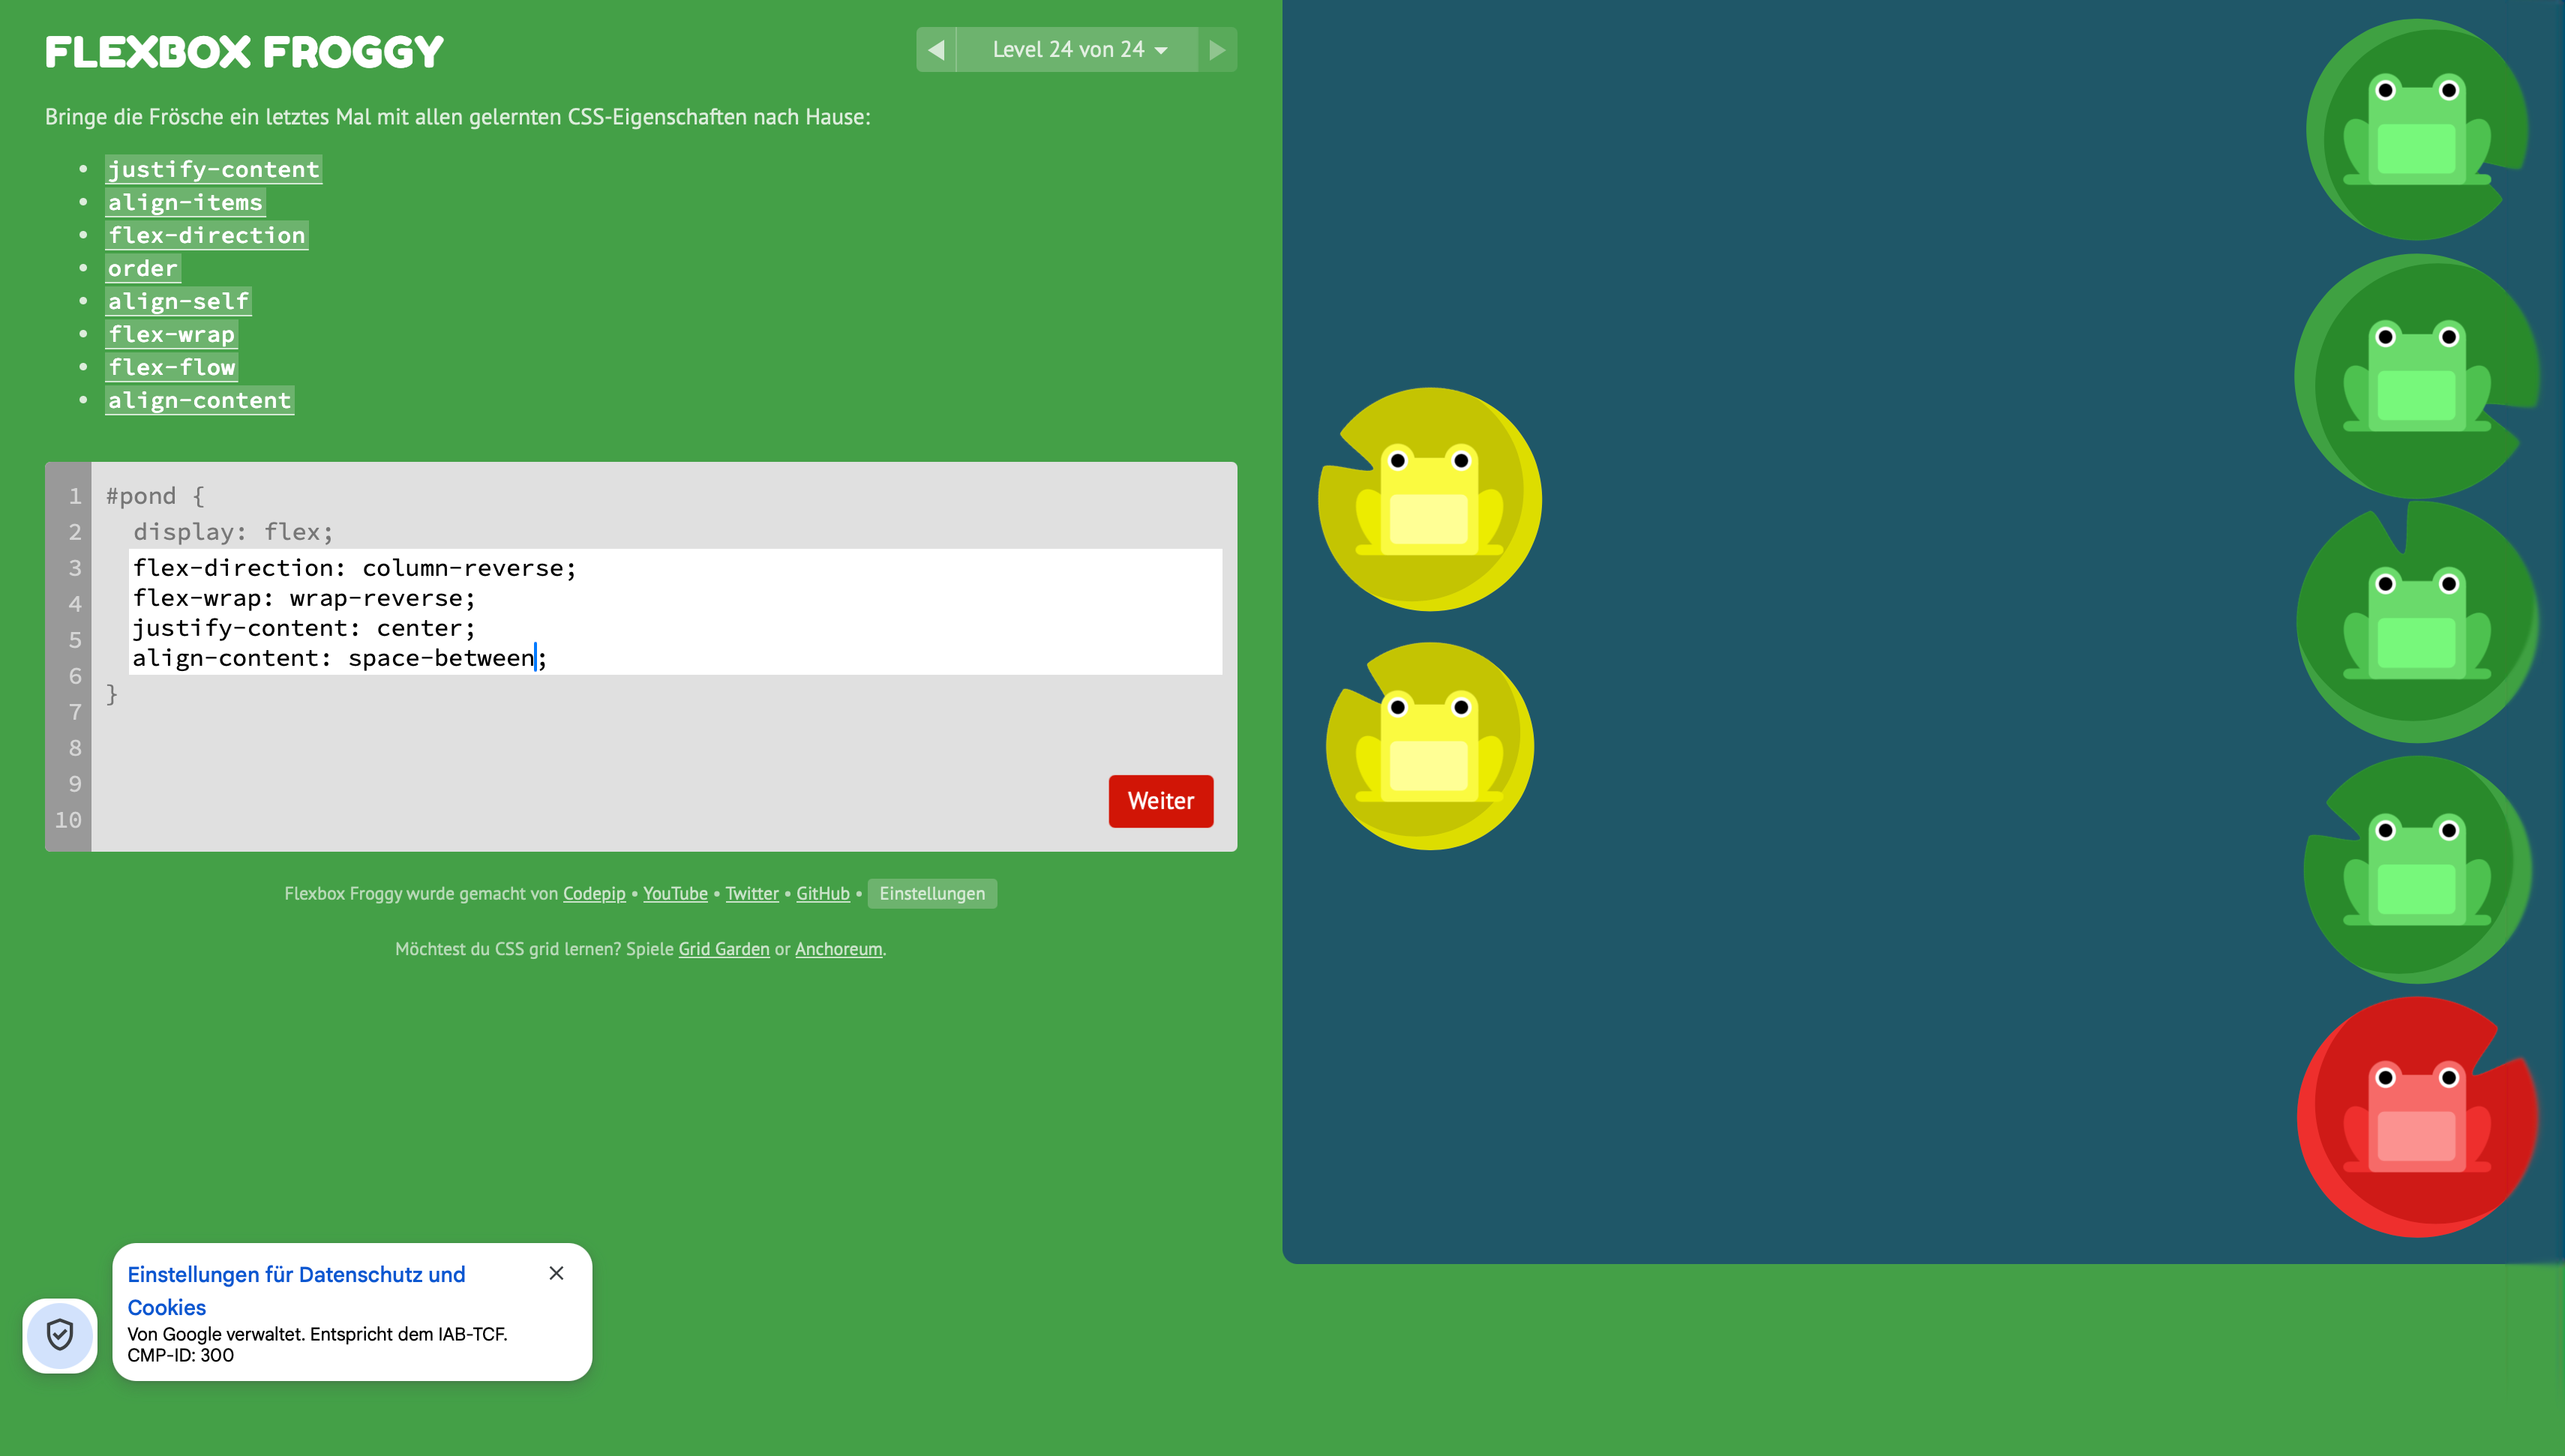 FLEXBOX FROGGY
Level 24 von 24
Bringe die Frösche ein letztes Mal mit allen gelernten CSS-Eigenschaften nach Hause:
• justify-content
• align-items
• flex-direction
• order
• align-self
• flex-wrap
• flex-flow
• align-content
1 #pond {
2 display: flex;
3 flex-direction: column-reverse;
4 flex-wrap: wrap-reverse;
5 justify-content: center;
6 align-content: space-between;
7 }
8
9
10
Weiter
Flexbox Froggy wurde gemacht von Codepip • YouTube • Twitter • GitHub • Einstellungen
Möchtest du CSS grid lernen? Spiele Grid Garden or Anchoreum.
Einstellungen für Datenschutz und
Cookies
Von Google verwaltet. Entspricht dem IAB-TCF.
CMP-ID: 300